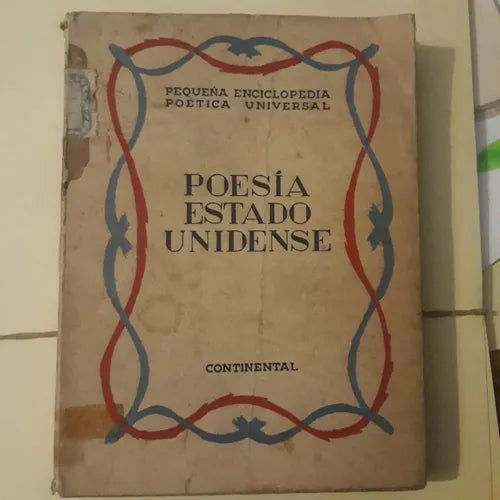 PEQUEÑA ENCICLOPEDIA
POÉTICA UNIVERSAL
POESÍA
ESTADO
UNIDENSE
CONTINENTAL